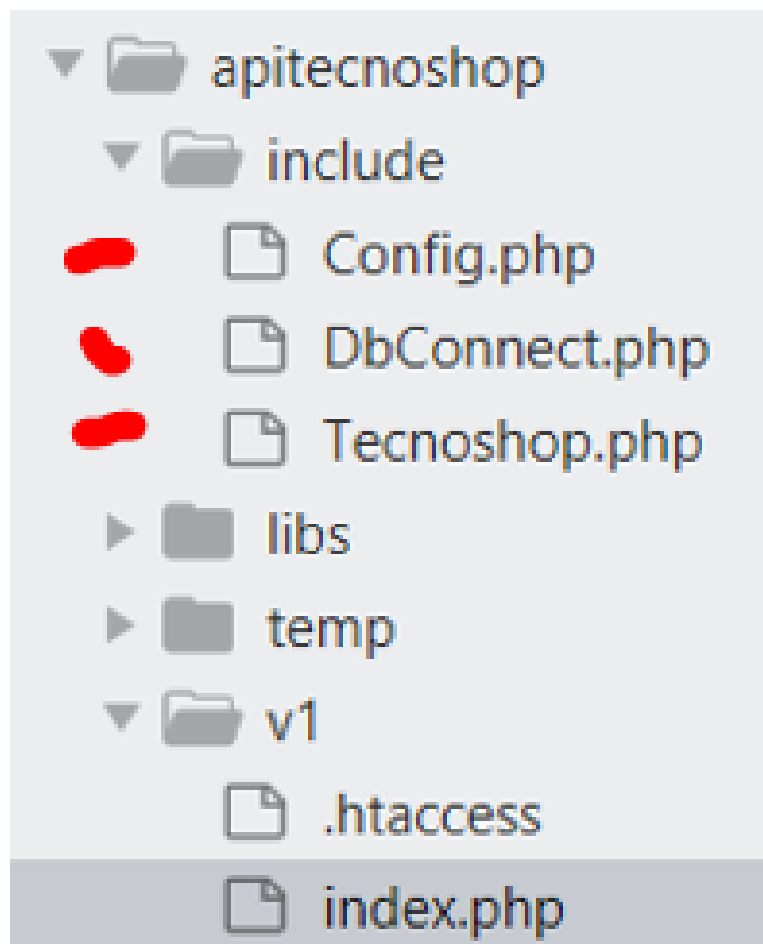 apitecnoshop
include
Config.php
DbConnect.php
Tecnoshop.php
libs
temp
v1
.htaccess
index.php